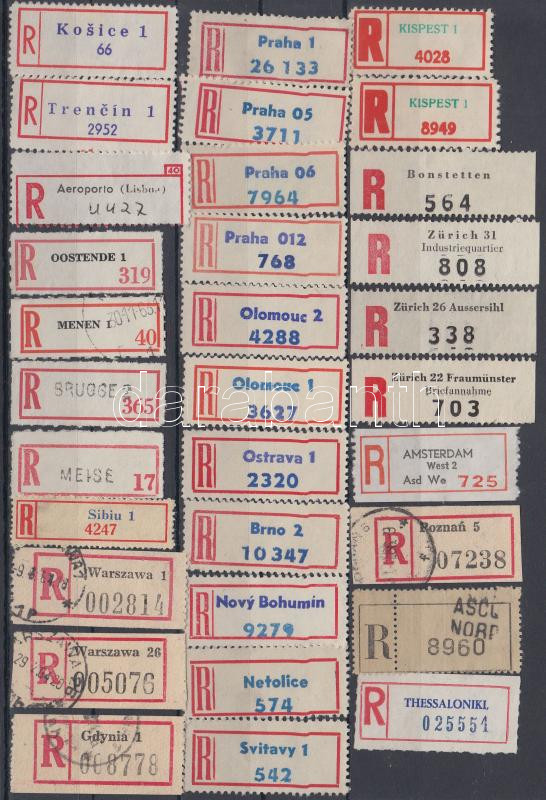 R Košice 1
66
R Trenčín 1
2952
40
R Aeroporto (Lisboa)
4427
R OOSTENDE 1
319
R MENEN 1
40
R BRUGGE 2
365
R MEISE 17
R Sibiu 1
4247
R Warszawa 1
002814
R Warszawa 26
005076
R Gdynia 1
008778
R Praha 1
26 133
R Praha 05
3711
R Praha 06
7964
R Praha 012
768
R Olomouc 2
4288
R Olomouc 1
3627
R Ostrava 1
2320
R Brno 2
10 347
R Nový Bohumín
9279
R Netolice
574
R Svitavy 1
542
R KISPEST 1
4028
R KISPEST 1
8949
R Bonstetten
564
R Zürich 31
Industriequartier
808
R Zürich 26 Aussersihl
338
R Zürich 22 Fraumünster
Briefannahme
703
R AMSTERDAM
West 2
Asd We 725
R Poznań 5
07238
R NORD
8960
R THESSALONIKI,
025554
darabanth